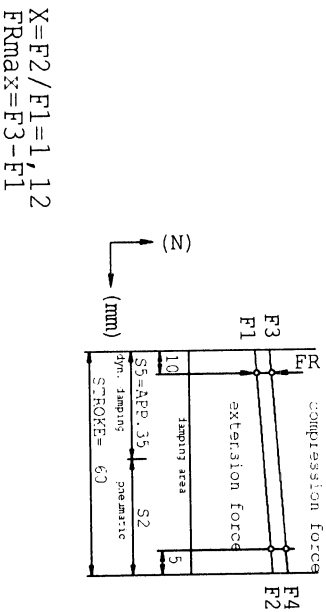 X=F2/F1=1,12
FRmax=F3-F1
(N)
(mm)
compression force
FR
F3
F1
F4
F2
extension force
damping area
10
5
S5=APP.35
S2
dyn. damping
pneumatic
STROKE= 60